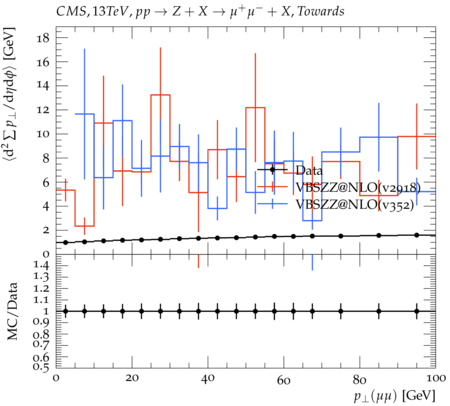 CMS, 13TeV, pp → Z + X → μ⁺μ⁻ + X, Towards
⟨d² ∑ p⊥/dηdϕ⟩ [GeV]
18
16
14
12
10
8
6
4
2
0
Data
VBSZZ@NLO(v2918)
VBSZZ@NLO(v352)
MC/Data
1.4
1.3
1.2
1.1
1
0.9
0.8
0.7
0.6
0.5
0 20 40 60 80 100
p⊥(μμ) [GeV]